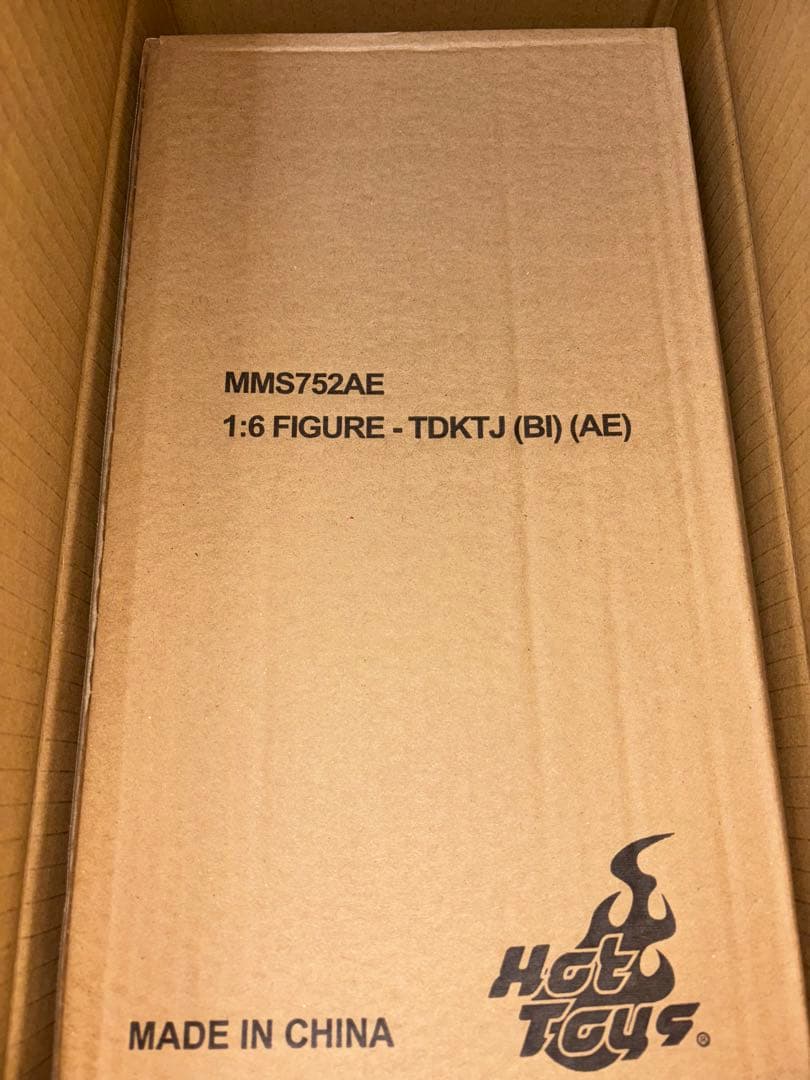 MMS752AE
1:6 FIGURE - TDKTJ (BI) (AE)
Hot
Toys®
MADE IN CHINA